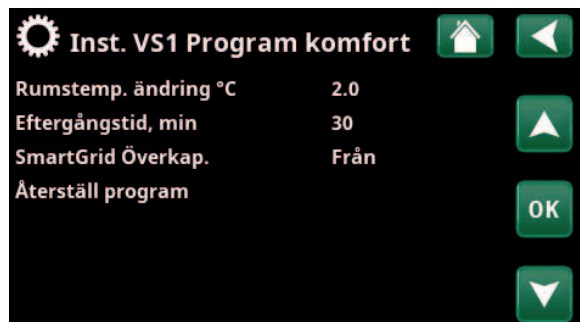 Inst. VS1 Program komfort
Rumstemp. ändring °C 2.0
Eftergångstid, min 30
SmartGrid Överkap. Från
Återställ program
OK